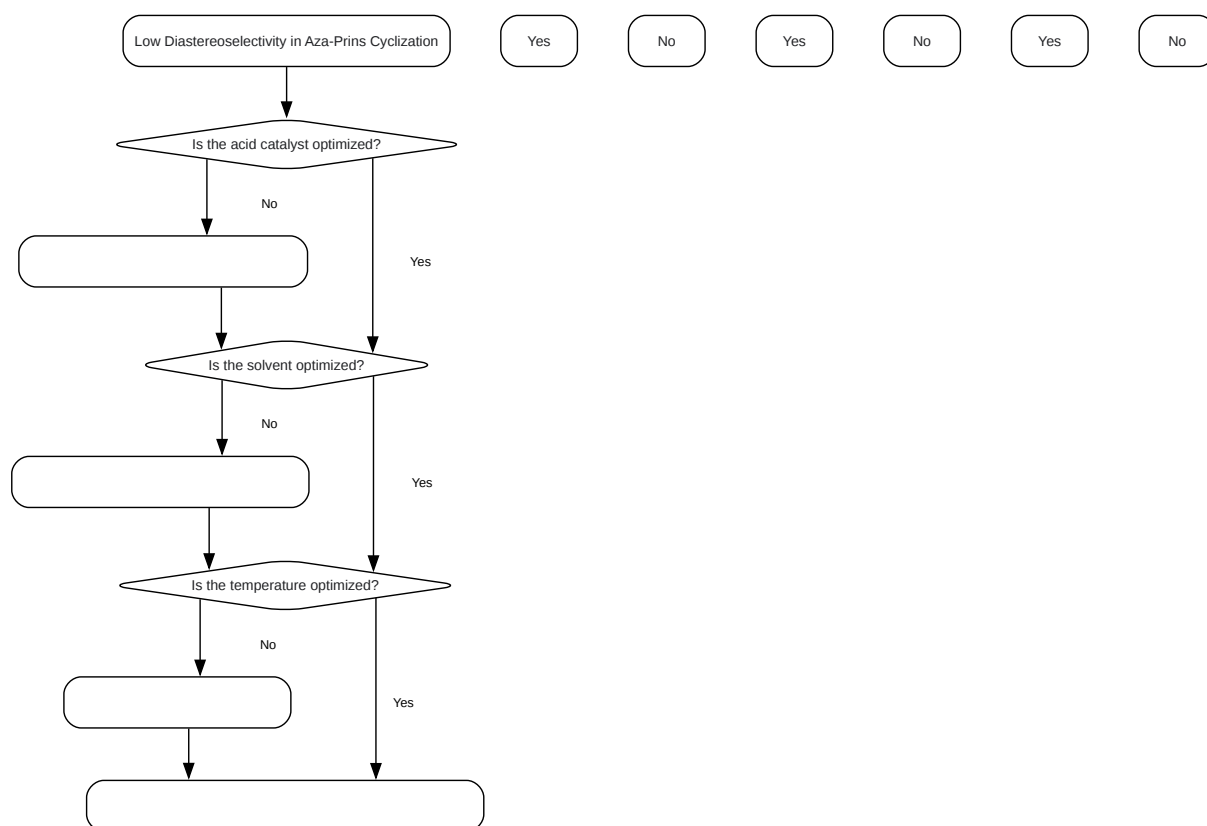 Low Diastereoselectivity in Aza-Prins Cyclization
Yes
No
Yes
No
Yes
No
Is the acid catalyst optimized?
No
Yes
Is the solvent optimized?
No
Yes
Is the temperature optimized?
No
Yes